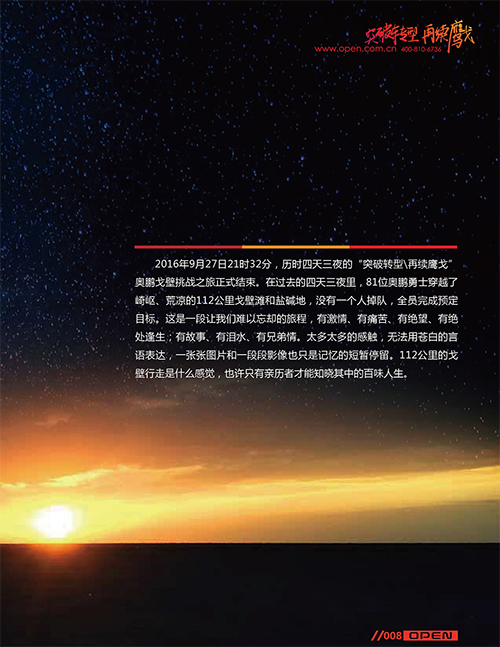 突破转型 再续鹰戈
www.open.com.cn 400-810-6736
2016年9月27日21时32分，历时四天三夜的“突破转型\再续鹰戈”
奥鹏戈壁挑战之旅正式结束。在过去的四天三夜里，81位奥鹏勇士穿越了
崎岖、荒凉的112公里戈壁滩和盐碱地，没有一个人掉队，全员完成预定
目标。这是一段让我们难以忘却的旅程，有激情、有痛苦、有绝望、有绝
处逢生；有故事、有泪水、有兄弟情。太多太多的感触，无法用苍白的言
语表达，一张张图片和一段段影像也只是记忆的短暂停留。112公里的戈
壁行走是什么感觉，也许只有亲历者才能知晓其中的百味人生。
//008 OPEN